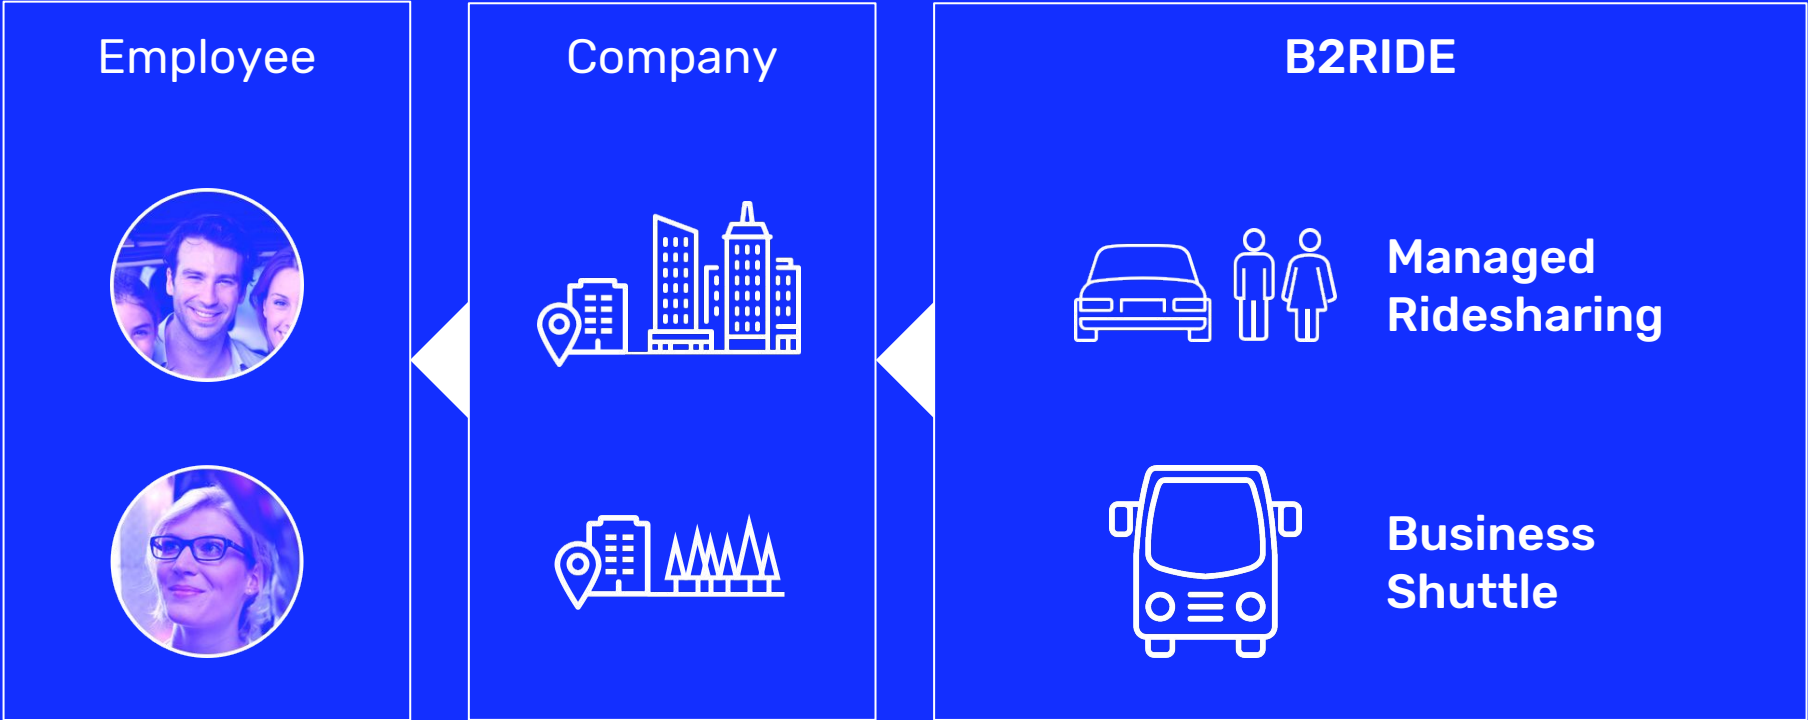 Employee
Company
B2RIDE
Managed
Ridesharing
Business
Shuttle